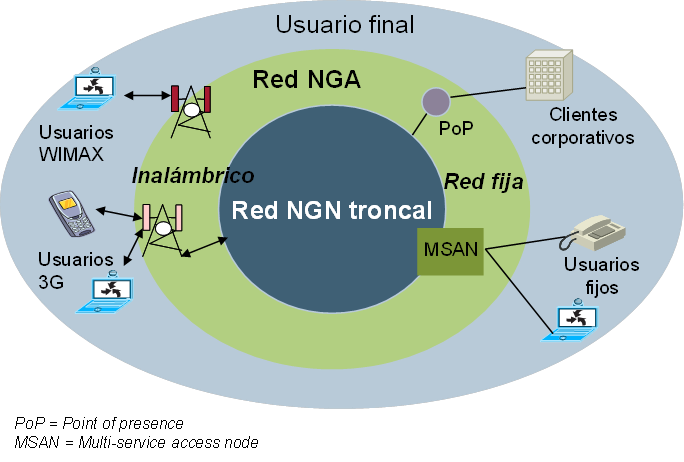 Usuario final
Red NGA
Usuarios
WIMAX
PoP
Clientes
corporativos
Inalámbrico
Red fija
Red NGN troncal
Usuarios
3G
MSAN
Usuarios
fijos
PoP = Point of presence
MSAN = Multi-service access node